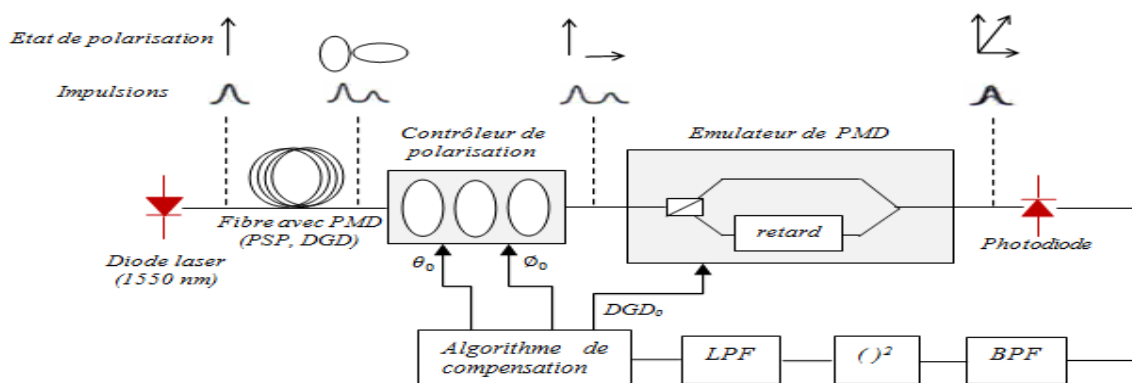 Etat de polarisation
Impulsions
Contrôleur de
polarisation
Emulateur de PMD
retard
Fibre avec PMD
(PSP, DGD)
Diode laser
(1550 nm)
Photodiode
θ₀
Ø₀
DGD₀
Algorithme de
compensation
LPF
( )²
BPF